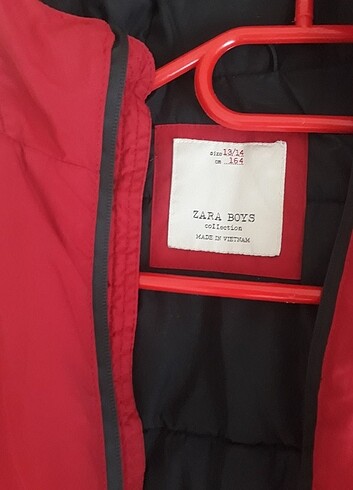 size 13/14
cm 164
ZARA BOYS
collection
MADE IN VIETNAM